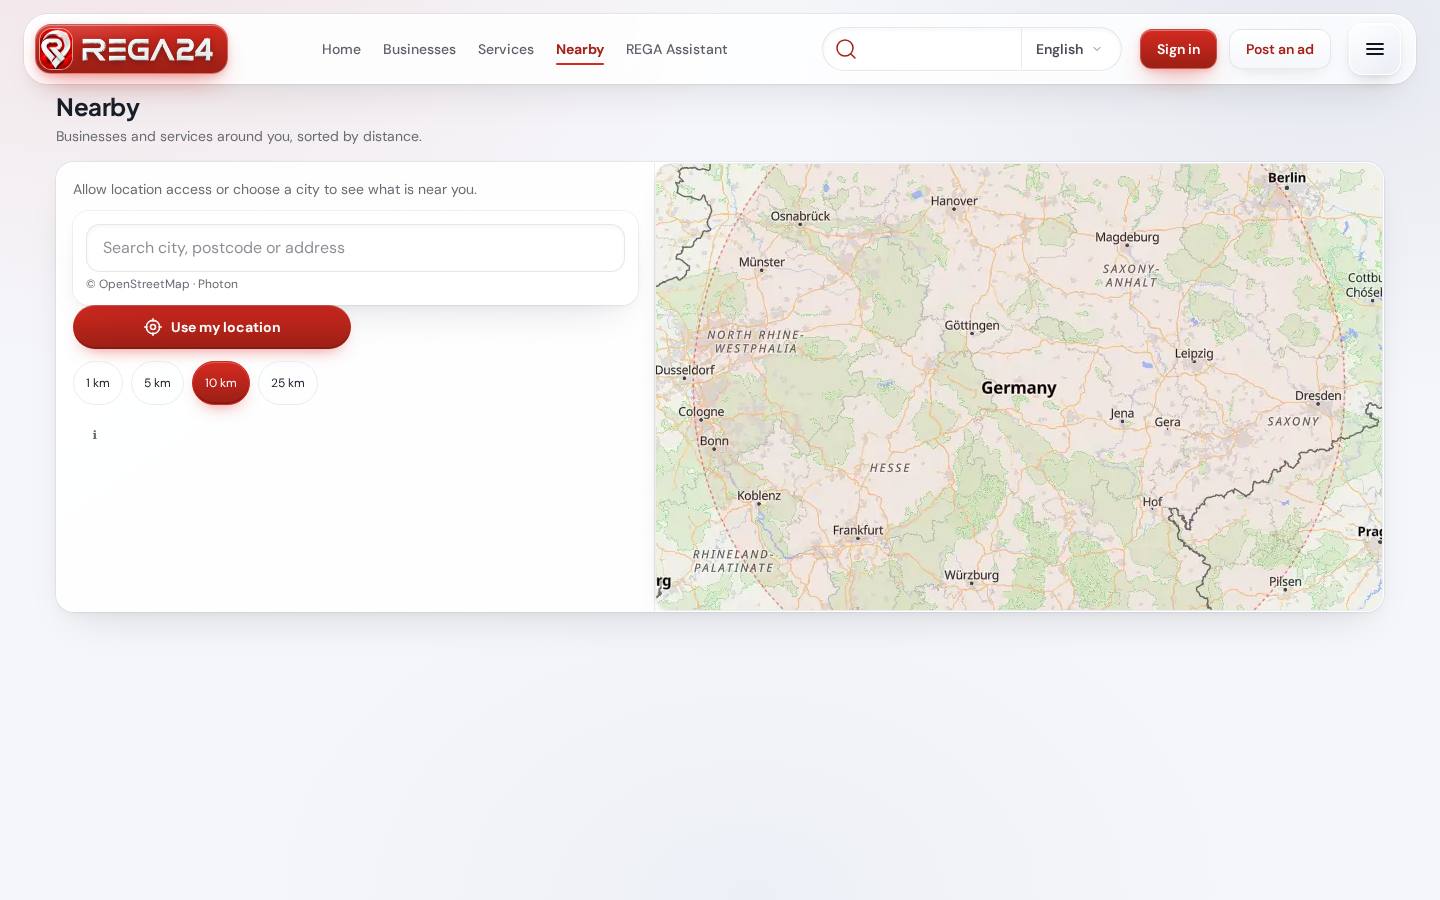 REGA24
Home
Businesses
Services
Nearby
REGA Assistant
English
Sign in
Post an ad
Nearby
Businesses and services around you, sorted by distance.
Allow location access or choose a city to see what is near you.
Search city, postcode or address
© OpenStreetMap · Photon
Use my location
1 km
5 km
10 km
25 km
i
Berlin
Hanover
Osnabrück
Magdeburg
Münster
SAXONY-
ANHALT
Cottbu
Chóśeb
Göttingen
NORTH RHINE-
WESTPHALIA
Leipzig
Dusseldorf
Germany
Dresden
Cologne
Jena
Gera
SAXONY
Bonn
HESSE
Koblenz
Hof
Frankfurt
Prag
RHINELAND-
PALATINATE
Würzburg
rg
Pilsen